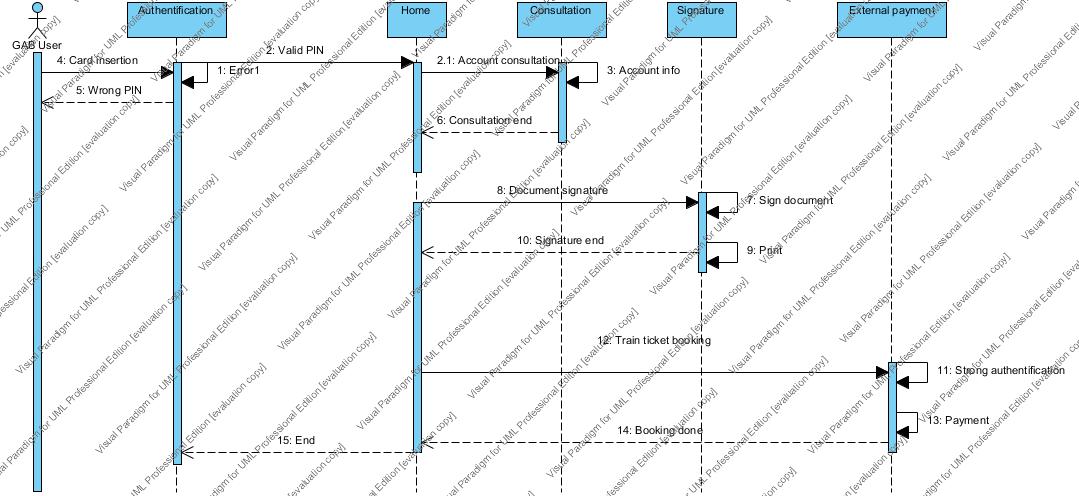 Authentification
Home
Consultation
Signature
External payment
GAB User
4: Card insertion
2: Valid PIN
1: Error1
5: Wrong PIN
2.1: Account consultation
3: Account info
6: Consultation end
8: Document signature
7: Sign document
10: Signature end
9: Print
12: Train ticket booking
11: Strong authentification
13: Payment
14: Booking done
15: End
Visual Paradigm for UML Professional Edition [evaluation copy]